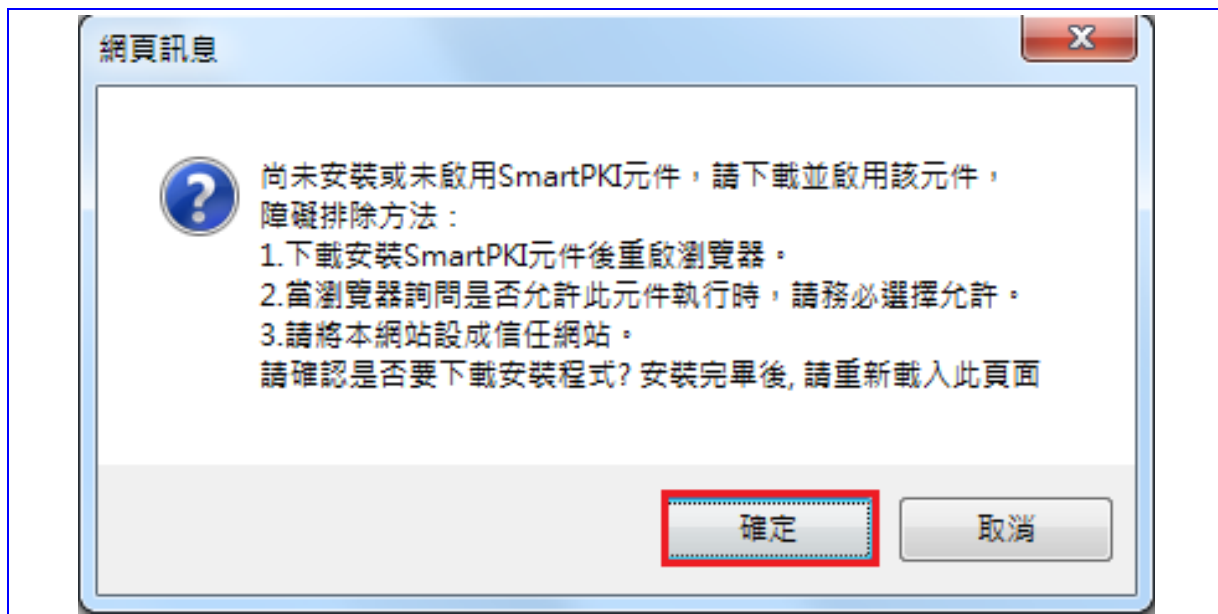 網頁訊息
尚未安裝或未啟用SmartPKI元件，請下載並啟用該元件，
障礙排除方法：
1.下載安裝SmartPKI元件後重啟瀏覽器。
2.當瀏覽器詢問是否允許此元件執行時，請務必選擇允許。
3.請將本網站設成信任網站。
請確認是否要下載安裝程式? 安裝完畢後, 請重新載入此頁面
確定
取消